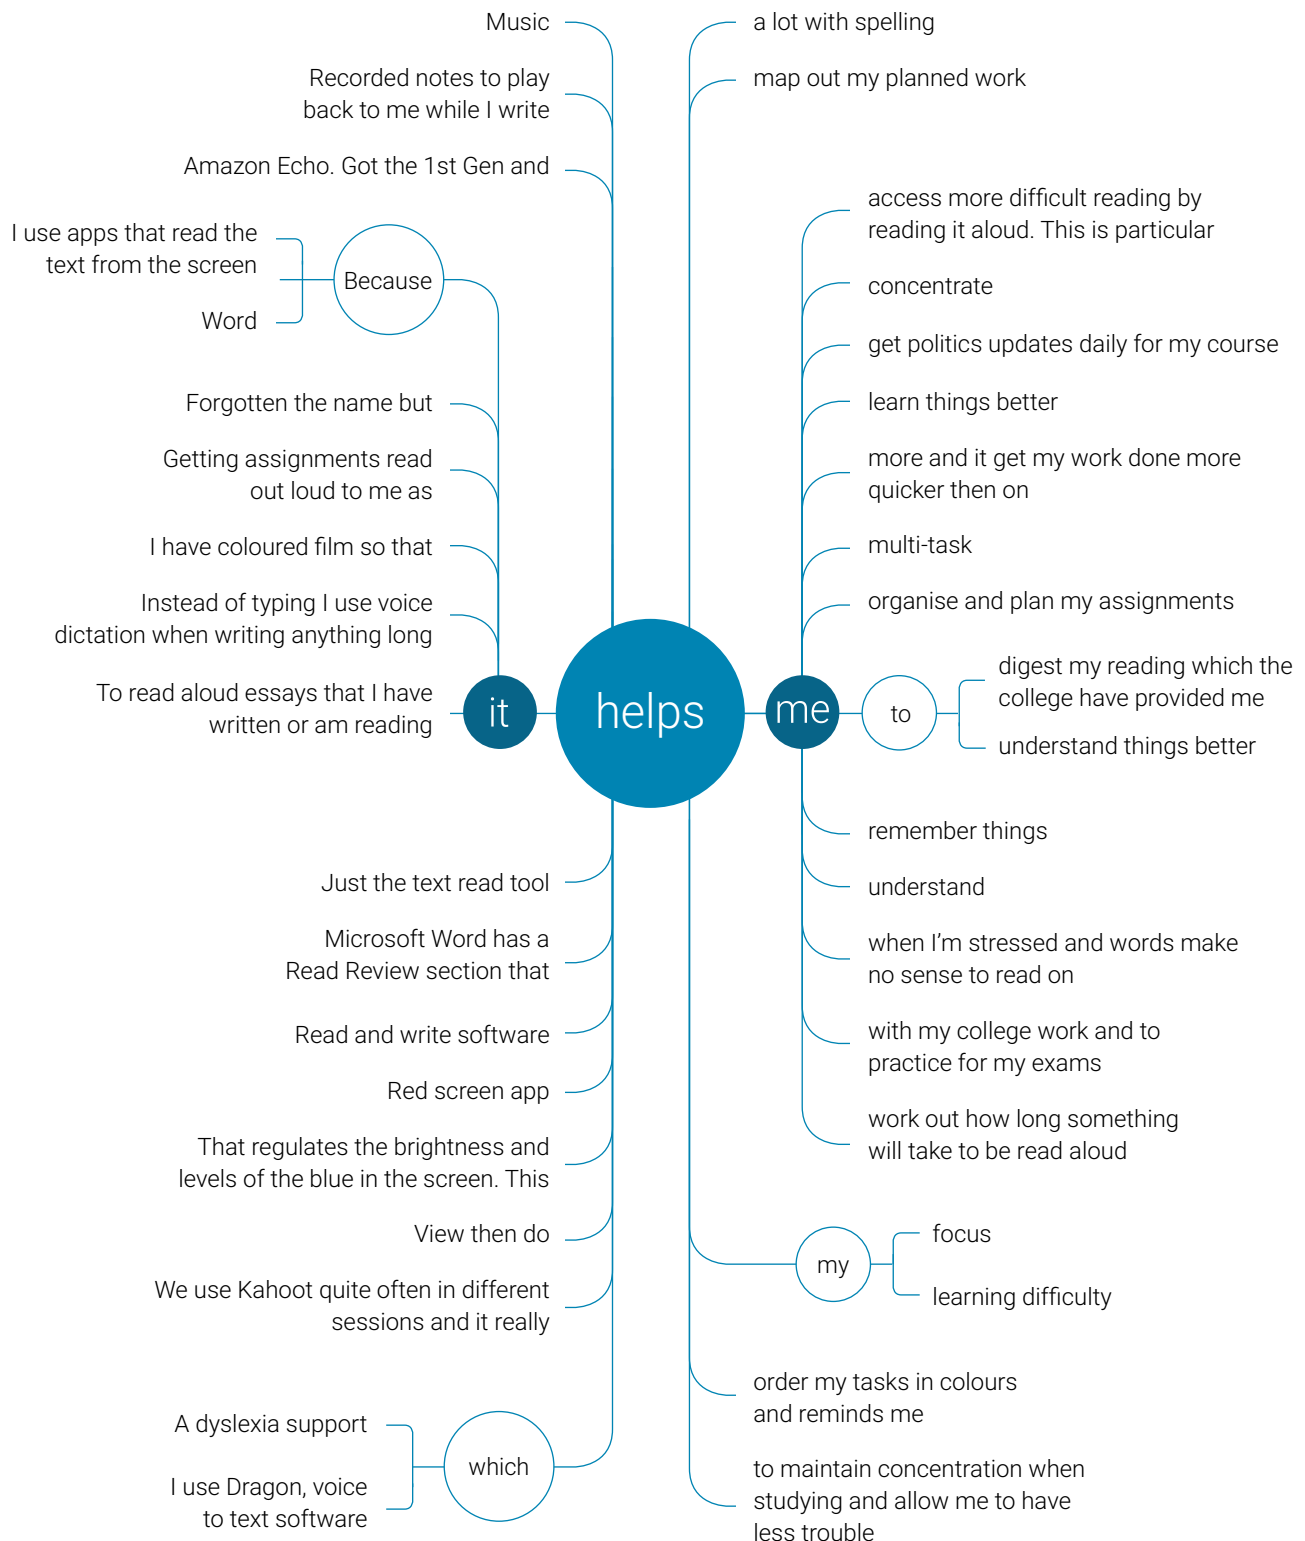 Music
Recorded notes to play
back to me while I write
Amazon Echo. Got the 1st Gen and
I use apps that read the
text from the screen
Word
Because
Forgotten the name but
Getting assignments read
out loud to me as
I have coloured film so that
Instead of typing I use voice
dictation when writing anything long
To read aloud essays that I have
written or am reading
it
Just the text read tool
Microsoft Word has a
Read Review section that
Read and write software
Red screen app
That regulates the brightness and
levels of the blue in the screen. This
View then do
We use Kahoot quite often in different
sessions and it really
A dyslexia support
I use Dragon, voice
to text software
which
helps
a lot with spelling
map out my planned work
me
access more difficult reading by
reading it aloud. This is particular
concentrate
get politics updates daily for my course
learn things better
more and it get my work done more
quicker then on
multi-task
organise and plan my assignments
to
digest my reading which the
college have provided me
understand things better
remember things
understand
when I'm stressed and words make
no sense to read on
with my college work and to
practice for my exams
work out how long something
will take to be read aloud
my
focus
learning difficulty
order my tasks in colours
and reminds me
to maintain concentration when
studying and allow me to have
less trouble